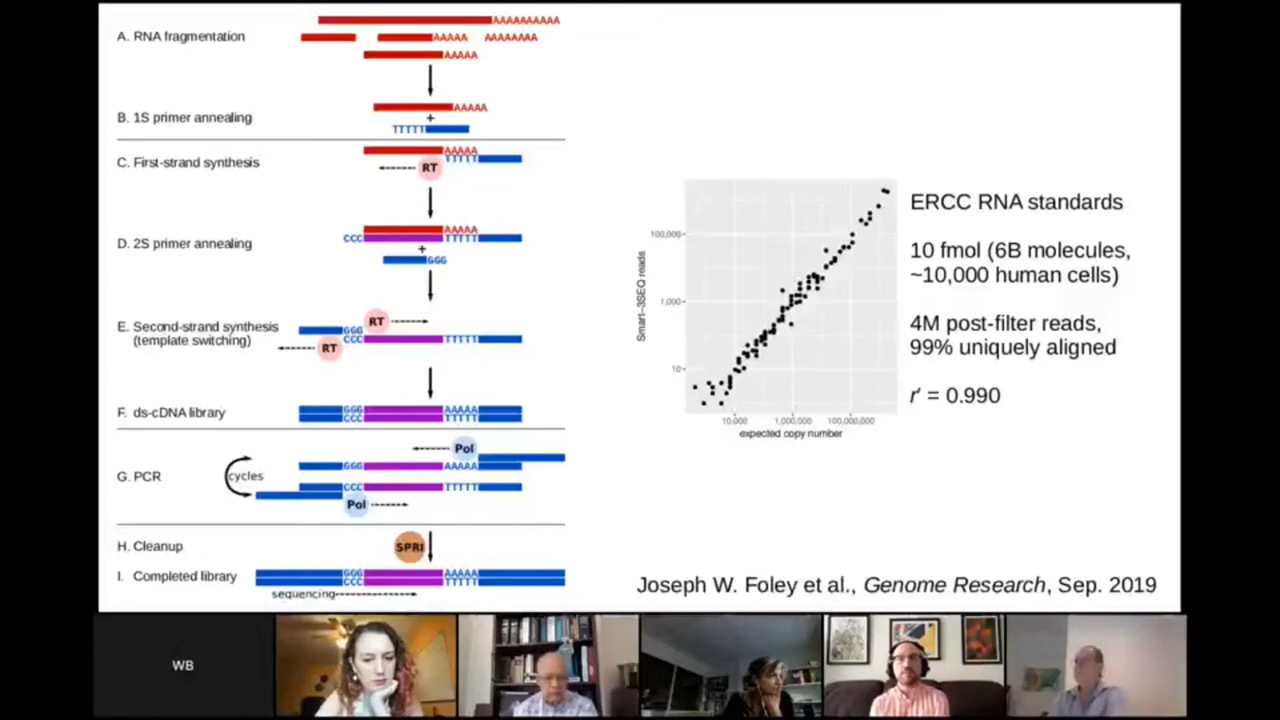 AAAAAAAAAA
A. RNA fragmentation
AAAAA AAAAAAAA
AAAAA
B. 1S primer annealing
AAAAA
+
TTTTT
C. First-strand synthesis
AAAAA
TTTTT
RT
D. 2S primer annealing
AAAAA
CCC TTTTT
+
GGG
E. Second-strand synthesis
(template switching)
RT
GGG
CCC TTTTT
RT
F. ds-cDNA library
GGG AAAAA
CCC TTTTT
G. PCR
cycles
Pol
GGG AAAAA
CCC TTTTT
Pol
H. Cleanup
SPRI
I. Completed library
GGG AAAAA
CCC TTTTT
sequencing
Smart-3SEQ reads
100,000
1,000
10
10,000 1,000,000 100,000,000
expected copy number
ERCC RNA standards
10 fmol (6B molecules,
~10,000 human cells)
4M post-filter reads,
99% uniquely aligned
r' = 0.990
Joseph W. Foley et al., Genome Research, Sep. 2019
WB